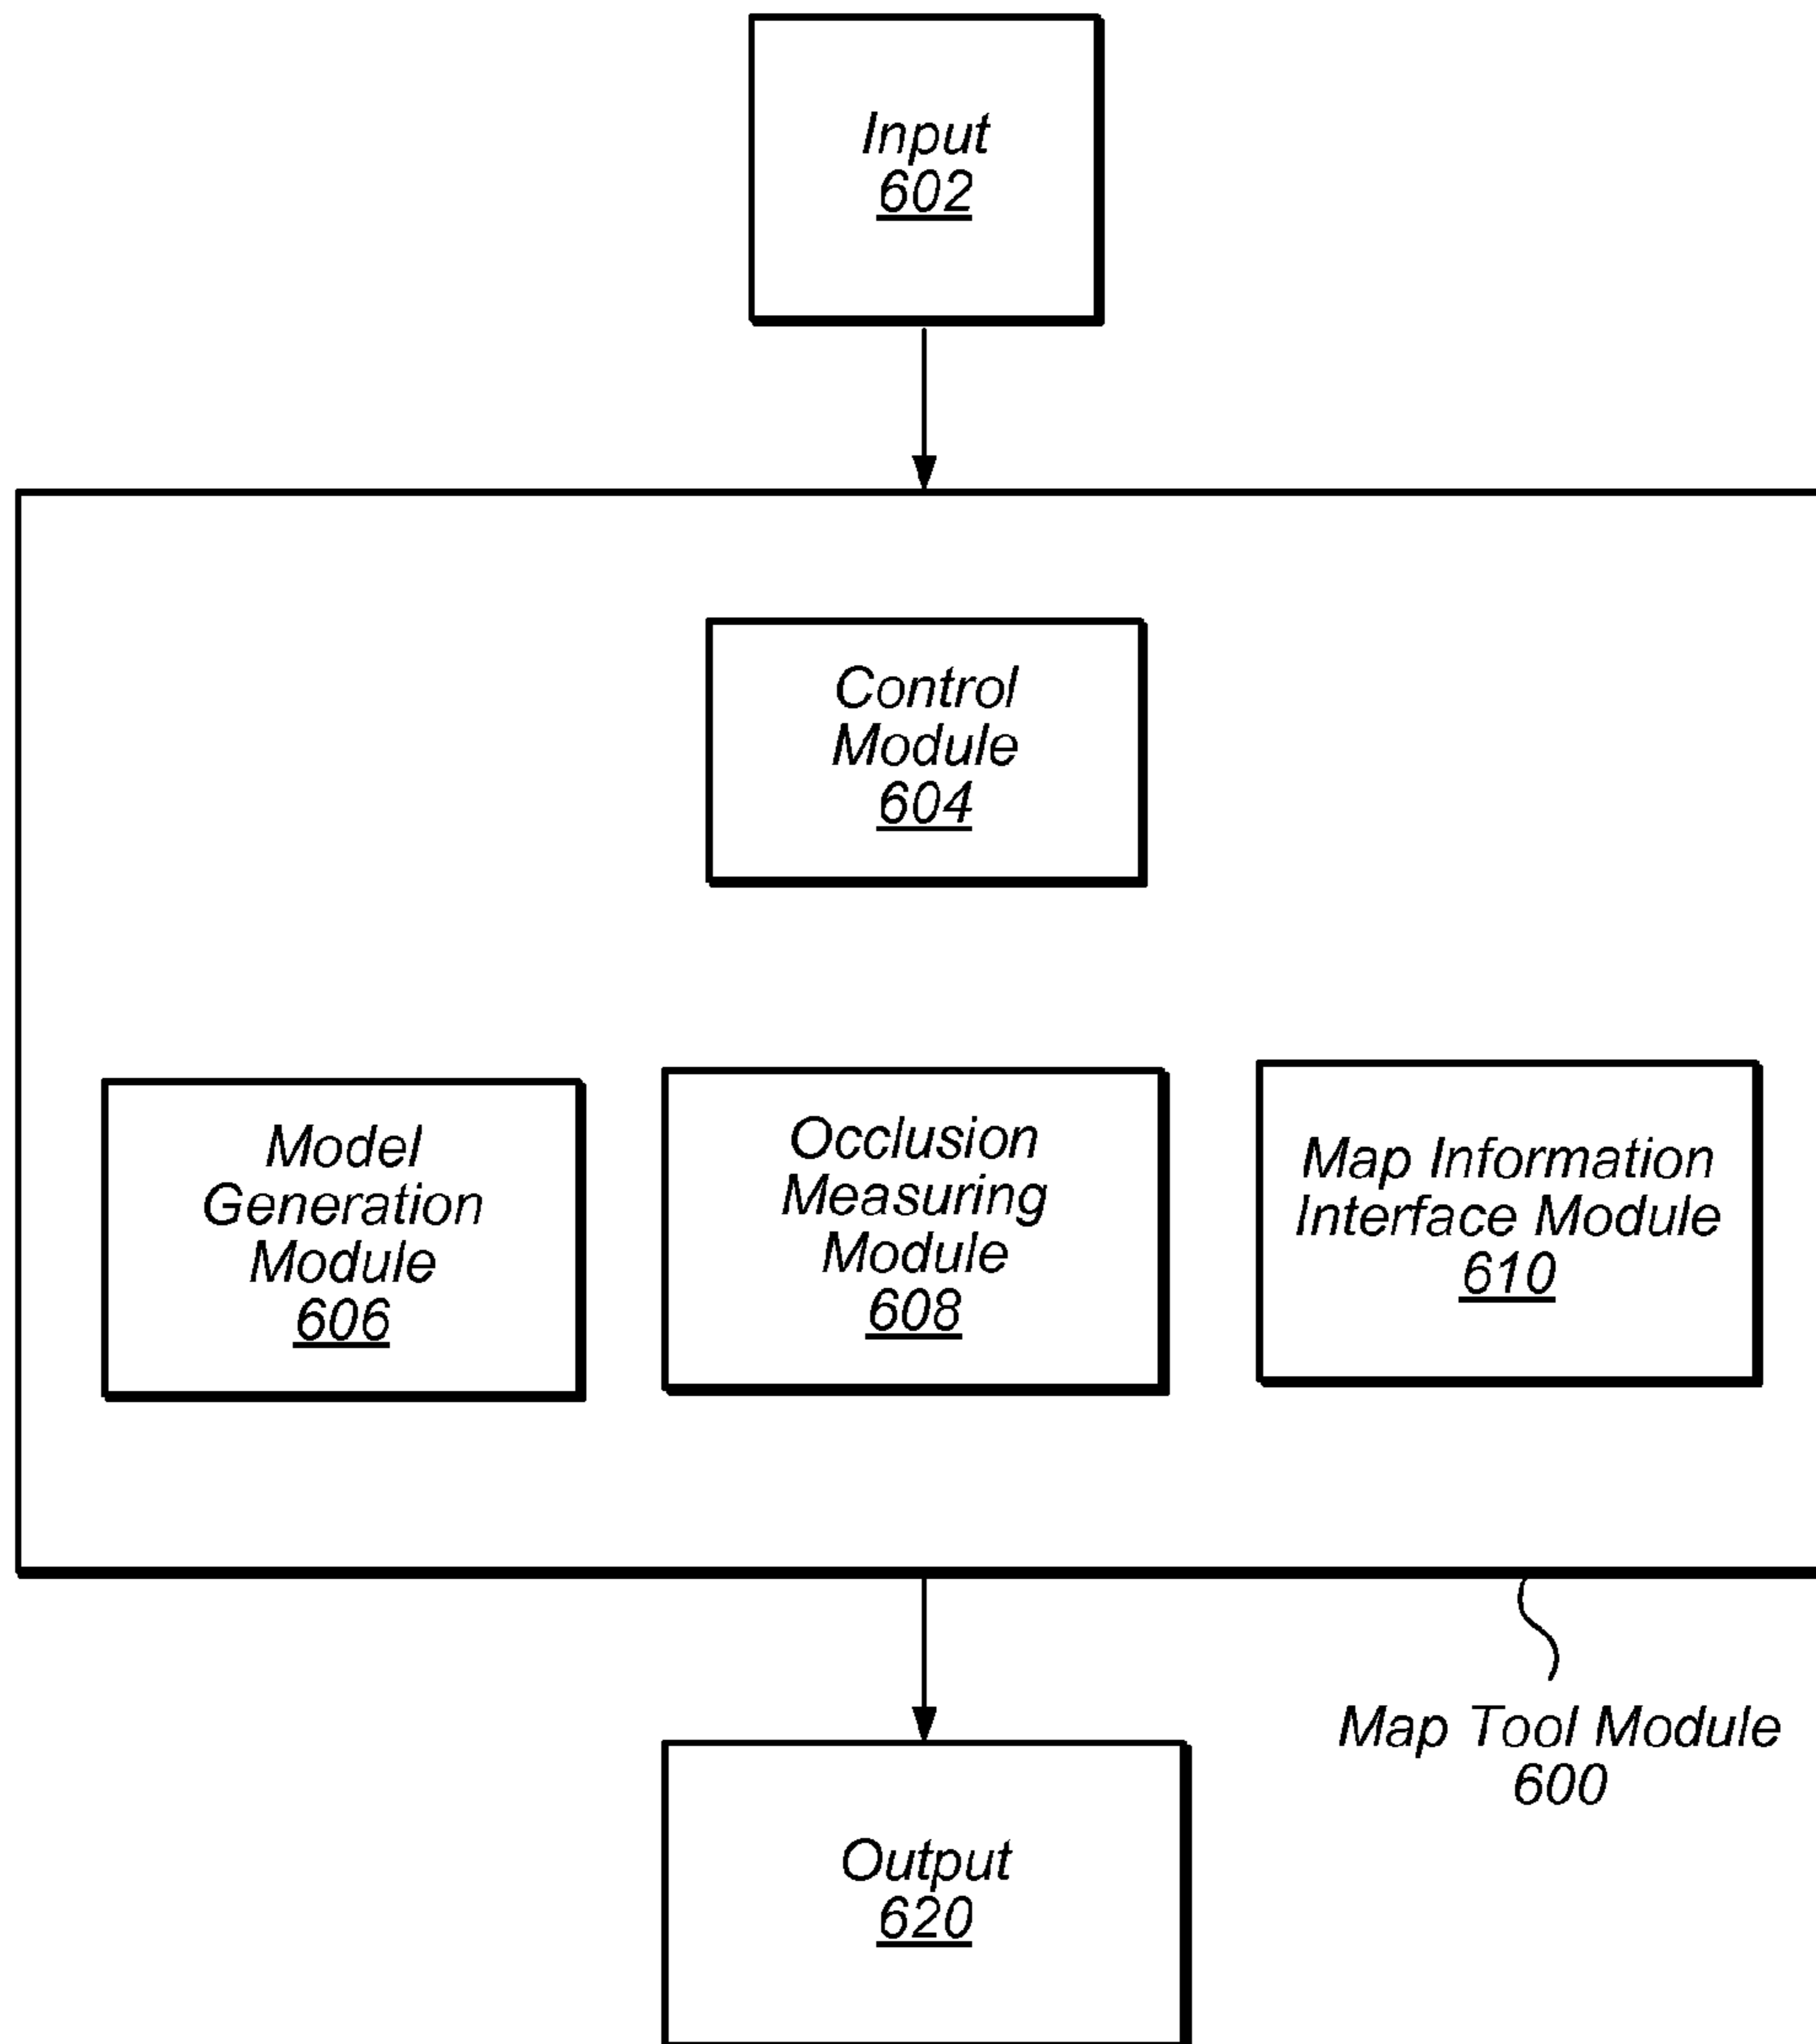 Input
602
Control
Module
604
Model
Generation
Module
606
Occlusion
Measuring
Module
608
Map Information
Interface Module
610
Map Tool Module
600
Output
620